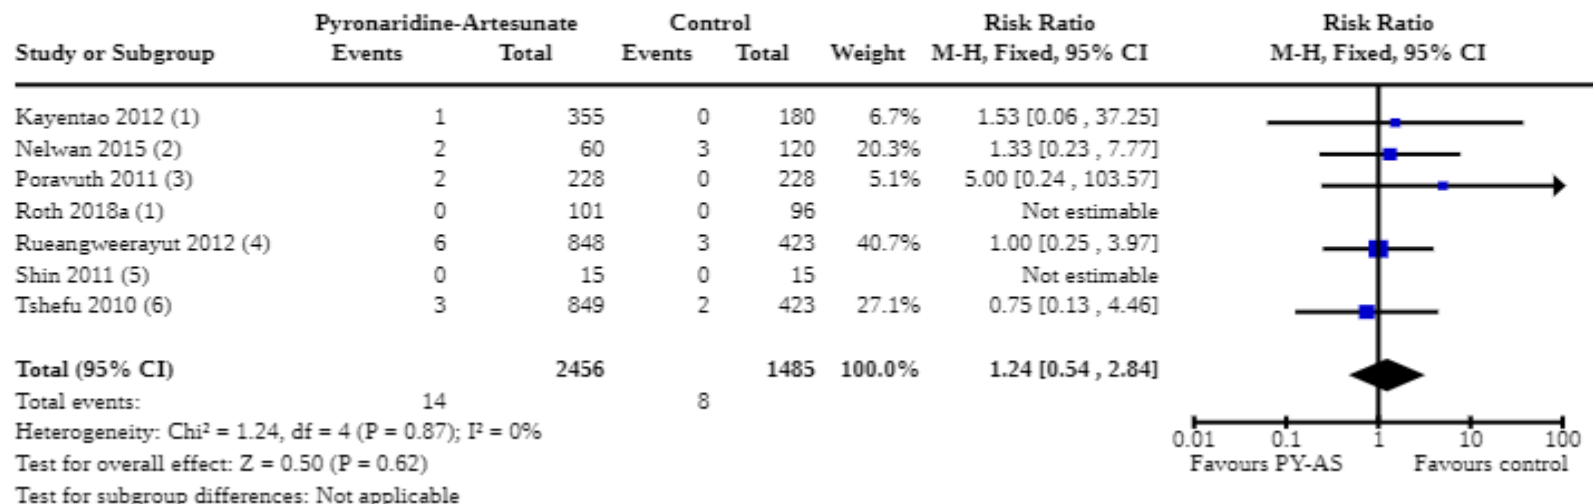 Pyronaridine-Artesunate Control Risk Ratio Risk Ratio
Study or Subgroup Events Total Events Total Weight M-H, Fixed, 95% CI M-H, Fixed, 95% CI
Kayentao 2012 (1) 1 355 0 180 6.7% 1.53 [0.06 , 37.25]
Nelwan 2015 (2) 2 60 3 120 20.3% 1.33 [0.23 , 7.77]
Poravuth 2011 (3) 2 228 0 228 5.1% 5.00 [0.24 , 103.57]
Roth 2018a (1) 0 101 0 96 Not estimable
Rueangweerayut 2012 (4) 6 848 3 423 40.7% 1.00 [0.25 , 3.97]
Shin 2011 (5) 0 15 0 15 Not estimable
Tshefu 2010 (6) 3 849 2 423 27.1% 0.75 [0.13 , 4.46]
Total (95% CI) 2456 1485 100.0% 1.24 [0.54 , 2.84]
Total events: 14 8
Heterogeneity: Chi² = 1.24, df = 4 (P = 0.87); I² = 0%
0.01 0.1 1 10 100
Test for overall effect: Z = 0.50 (P = 0.62)
Favours PY-AS Favours control
Test for subgroup differences: Not applicable